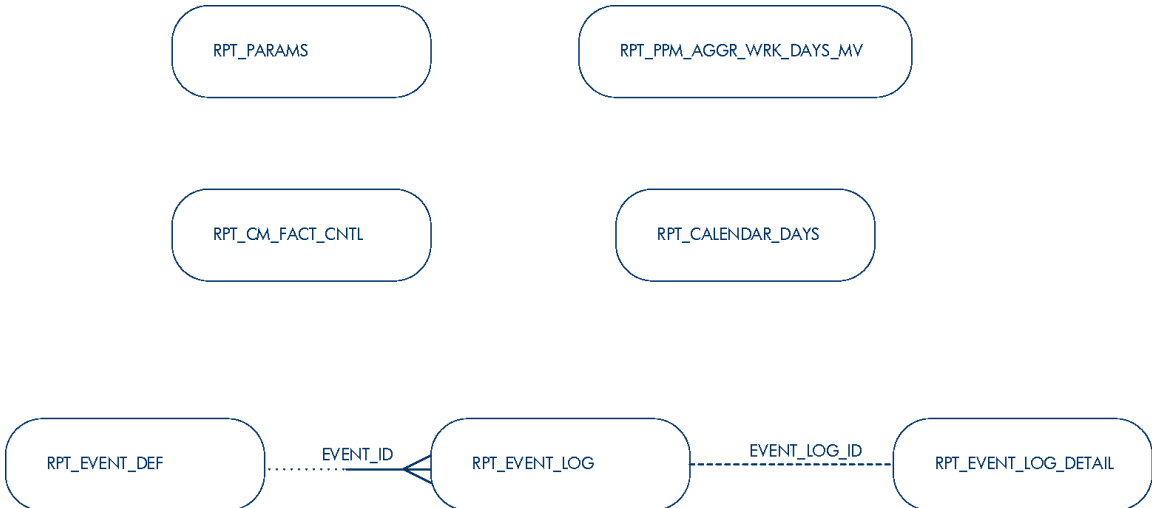 RPT_PARAMS
RPT_PPM_AGGR_WRK_DAYS_MV
RPT_CM_FACT_CNTL
RPT_CALENDAR_DAYS
RPT_EVENT_DEF
EVENT_ID
RPT_EVENT_LOG
EVENT_LOG_ID
RPT_EVENT_LOG_DETAIL